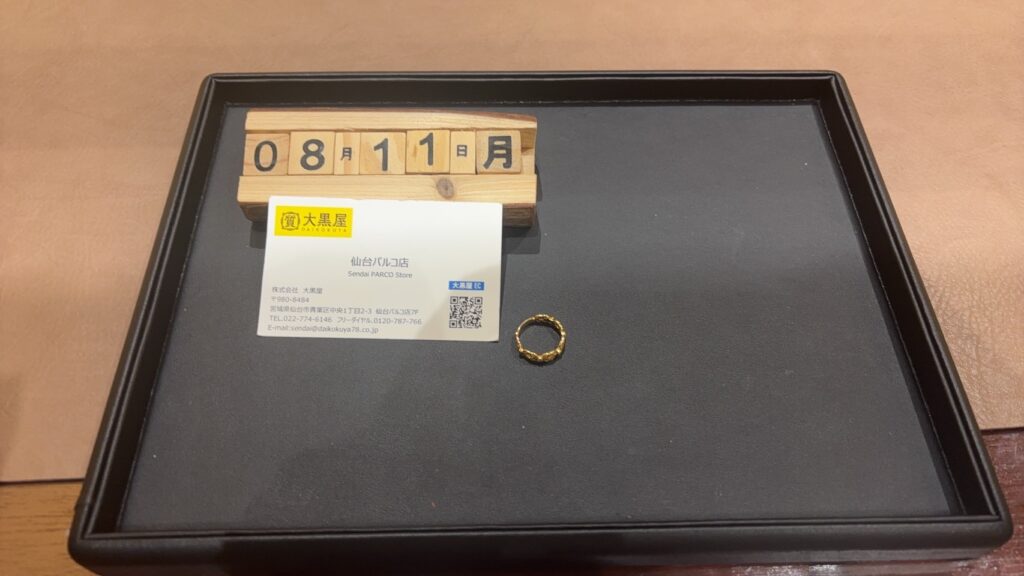 08月11日月
質 大黒屋
DAIKOKUYA
仙台パルコ店
Sendai PARCO Store
大黒屋 EC
株式会社 大黒屋
〒980-8484
宮城県仙台市青葉区中央1丁目2-3 仙台パルコ店7F
TEL.022-774-6146 フリーダイヤル.0120-787-766
E-mail:sendai@daikokuya78.co.jp